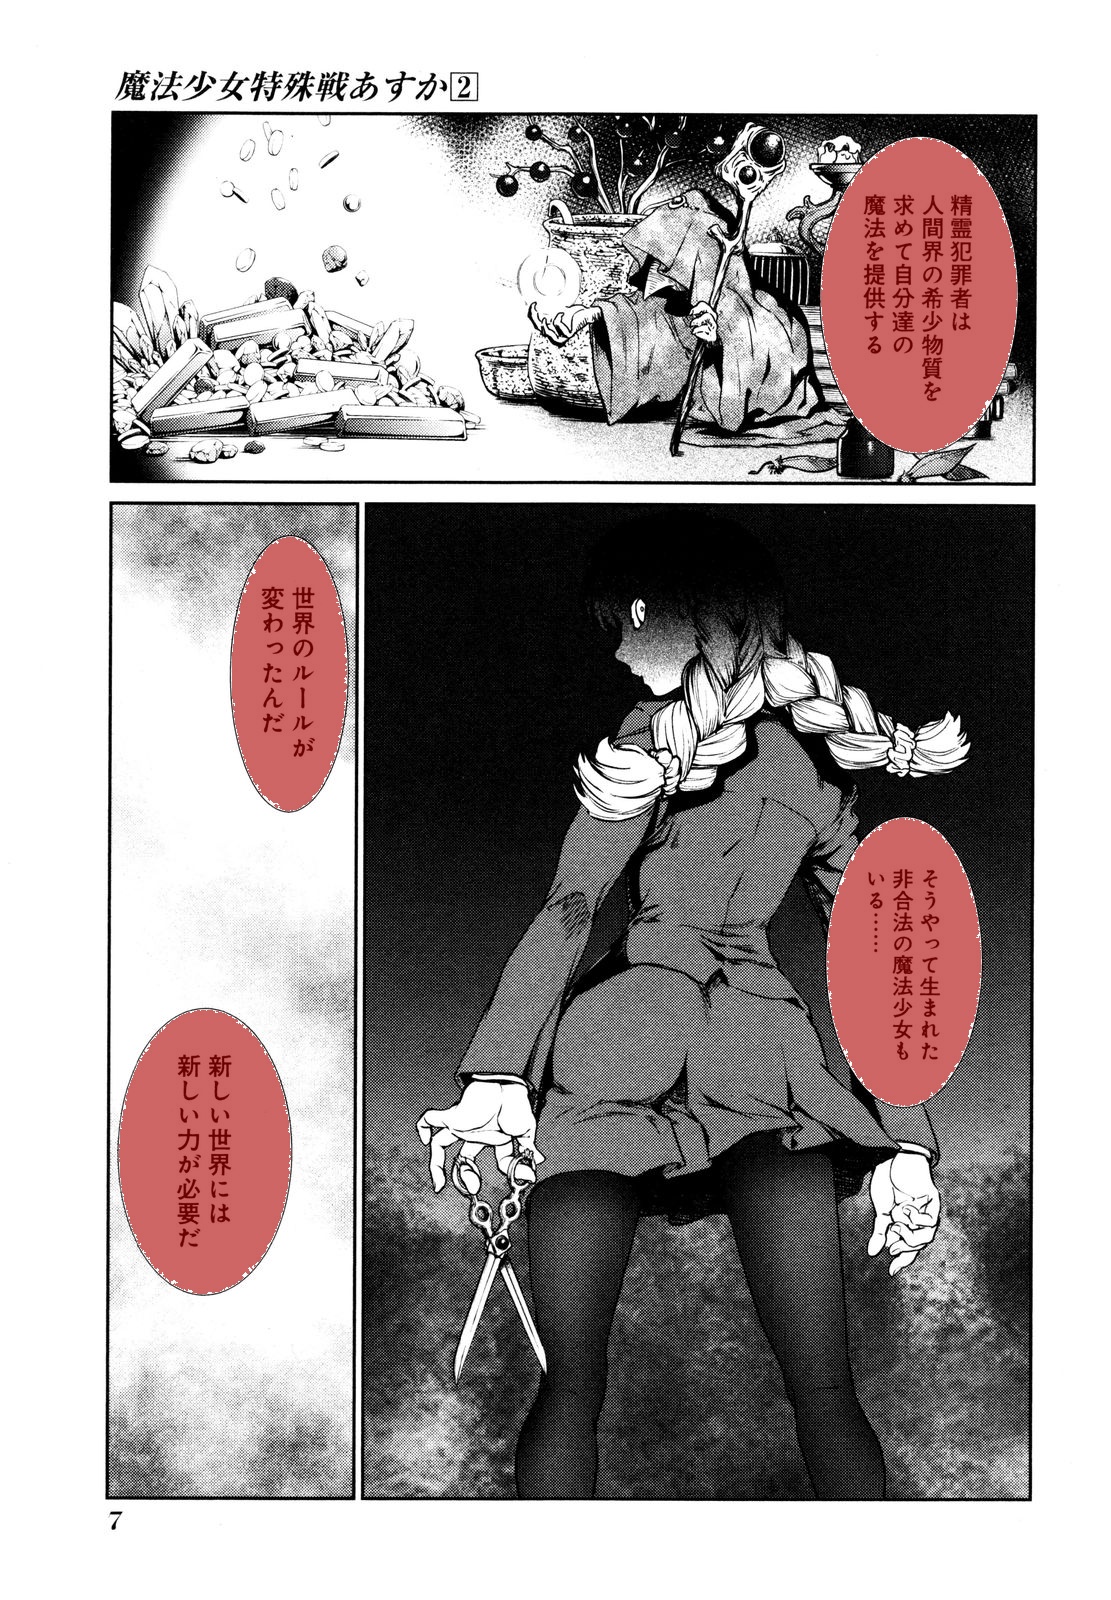 魔法少女特殊戦あすか2
精霊犯罪者は
人間界の希少物質を
求めて自分達の
魔法を提供する
そうやって生まれた
非合法の魔法少女も
いる……
世界のルールが
変わったんだ
新しい世界には
新しい力が必要だ
7